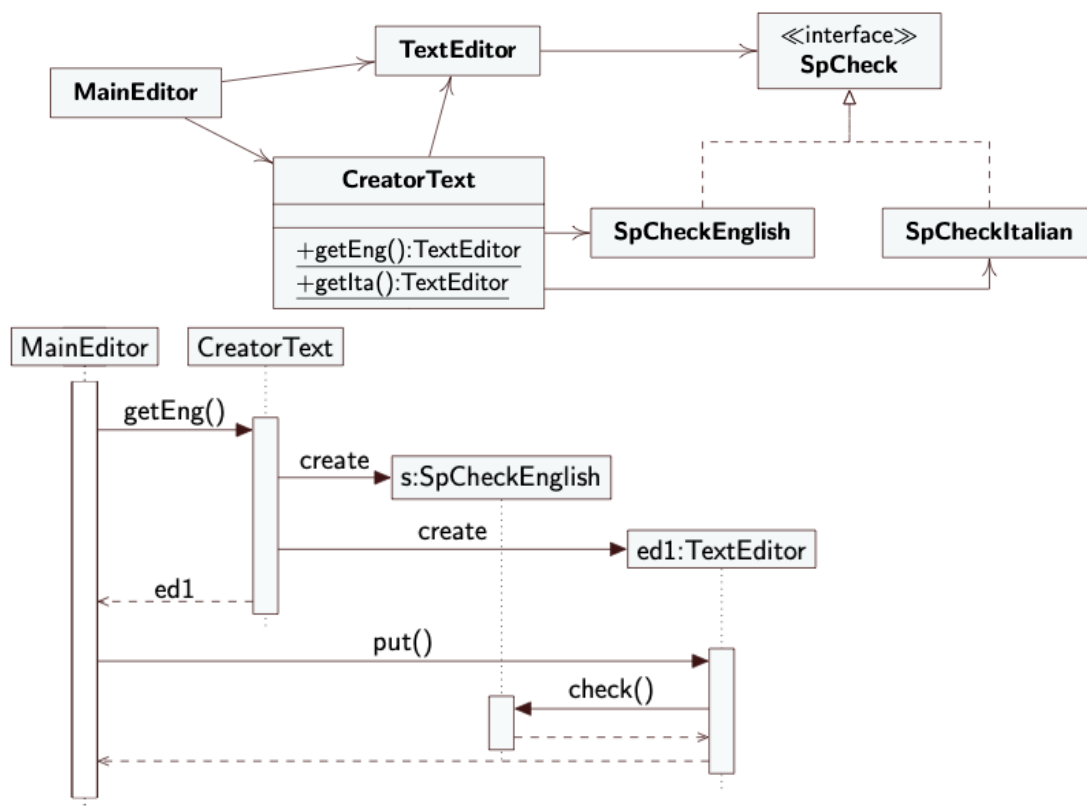 TextEditor
≪interface≫
SpCheck
MainEditor
CreatorText
+getEng():TextEditor
+getIta():TextEditor
SpCheckEnglish
SpCheckItalian
MainEditor
CreatorText
getEng()
create
s:SpCheckEnglish
create
ed1:TextEditor
ed1
put()
check()